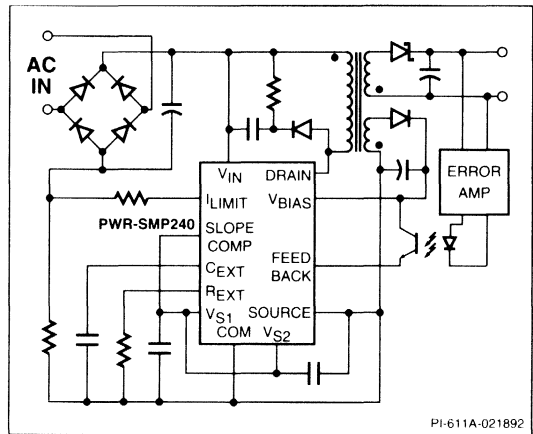 AC
IN
VIN
DRAIN
ILIMIT
VBIAS
ERROR
AMP
PWR-SMP240
SLOPE
COMP
FEED
BACK
CEXT
REXT
VS1
SOURCE
COM
VS2
PI-611A-021892